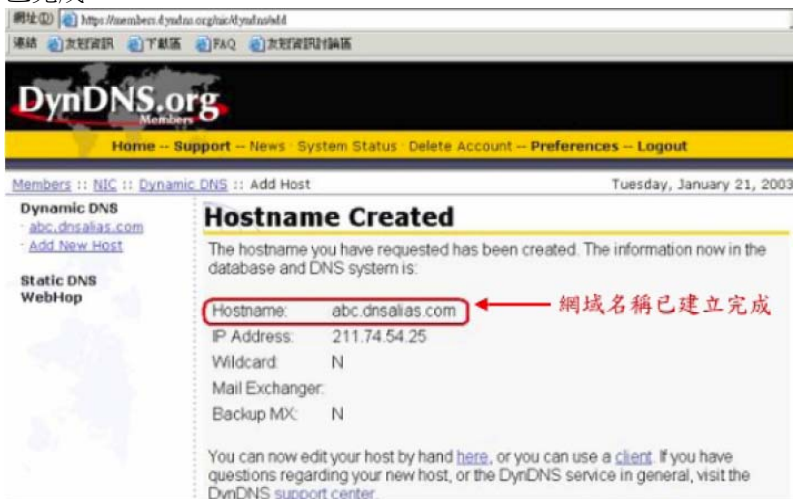 網址(D) https://members.dyndns.org/nic/dyndns/add
連結 友冠資訊 下載區 FAQ 友冠資訊討論區
DynDNS.org
Members
Home -- Support -- News · System Status · Delete Account -- Preferences -- Logout
Members :: NIC :: Dynamic DNS :: Add Host
Tuesday, January 21, 2003
Dynamic DNS
· abc.dnsalias.com
· Add New Host
Static DNS
WebHop
Hostname Created
The hostname you have requested has been created. The information now in the
database and DNS system is:
Hostname: abc.dnsalias.com
網域名稱已建立完成
IP Address: 211.74.54.25
Wildcard: N
Mail Exchanger:
Backup MX: N
You can now edit your host by hand here, or you can use a client. If you have
questions regarding your new host, or the DynDNS service in general, visit the
DynDNS support center.